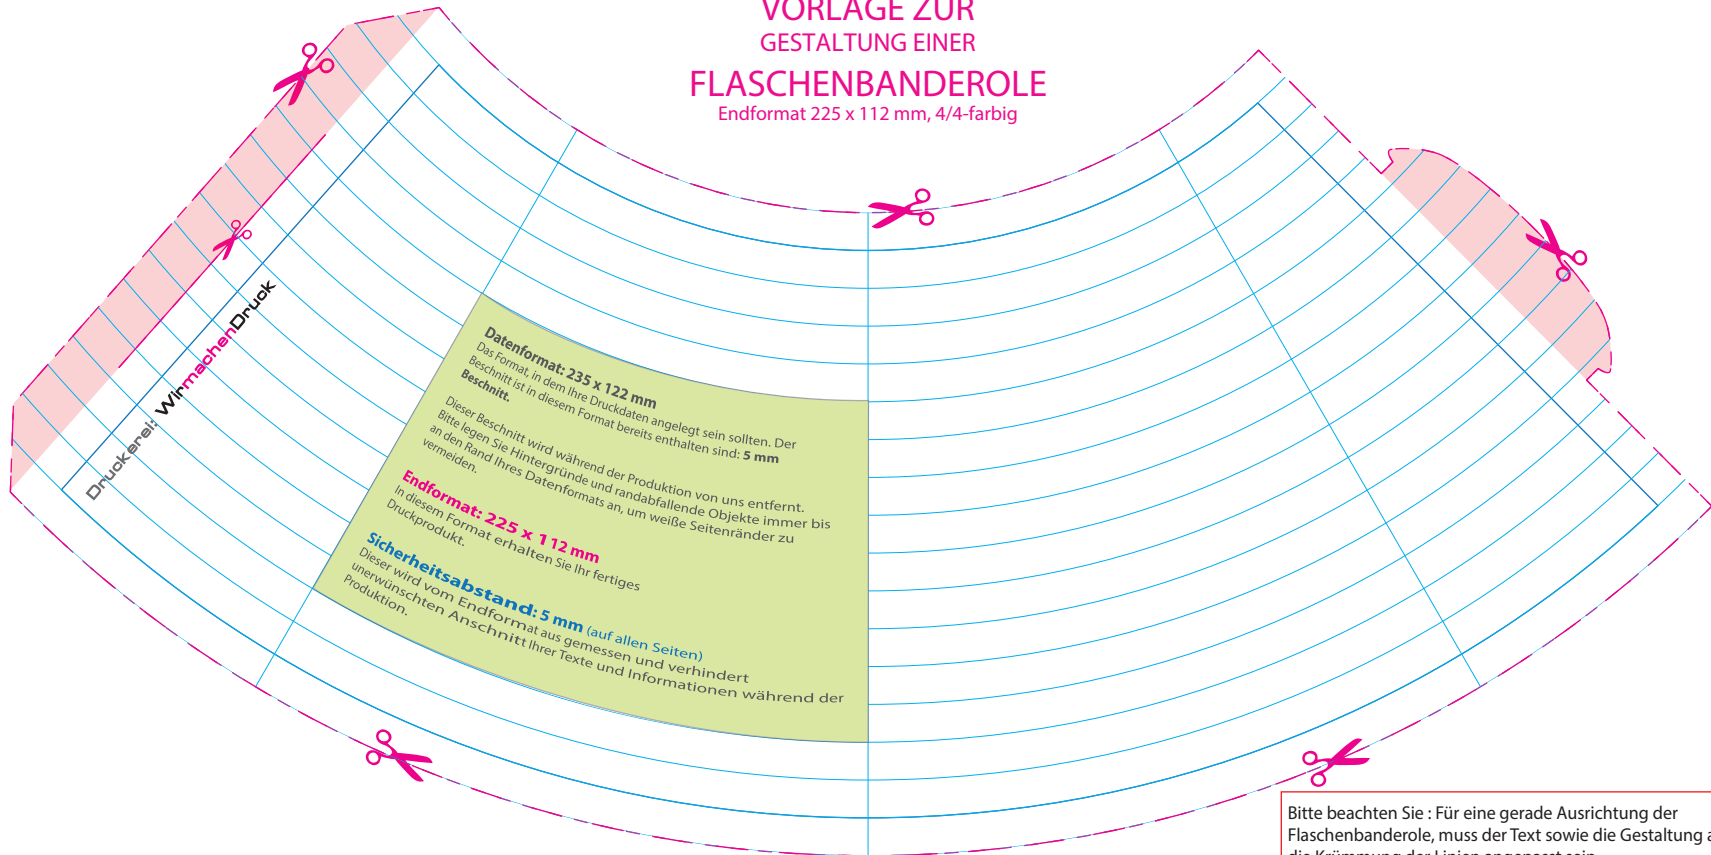 VORLAGE ZUR
GESTALTUNG EINER
FLASCHENBANDEROLE
Endformat 225 x 112 mm, 4/4-farbig
Druckerei: WirmachenDruck
Datenformat: 235 x 122 mm
Das Format, in dem Ihre Druckdaten angelegt sein sollten. Der
Beschnitt ist in diesem Format bereits enthalten sind: 5 mm
Beschnitt.
Dieser Beschnitt wird während der Produktion von uns entfernt.
Bitte legen Sie Hintergründe und randabfallende Objekte immer bis
an den Rand Ihres Datenformats an, um weiße Seitenränder zu
vermeiden.
Endformat: 225 x 112 mm
In diesem Format erhalten Sie Ihr fertiges
Druckprodukt.
Sicherheitsabstand: 5 mm (auf allen Seiten)
Dieser wird vom Endformat aus gemessen und verhindert
unerwünschten Anschnitt Ihrer Texte und Informationen während der
Produktion.
Bitte beachten Sie : Für eine gerade Ausrichtung der
Flaschenbanderole, muss der Text sowie die Gestaltung a
die Krümmung der Linien angepasst sein